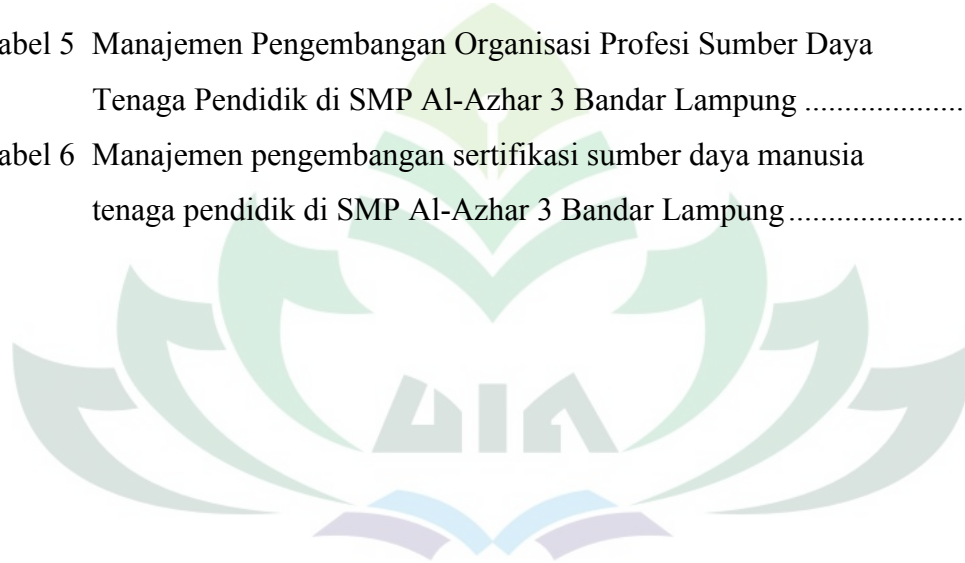 abel 5 Manajemen Pengembangan Organisasi Profesi Sumber Daya
Tenaga Pendidik di SMP Al-Azhar 3 Bandar Lampung ....................
abel 6 Manajemen pengembangan sertifikasi sumber daya manusia
tenaga pendidik di SMP Al-Azhar 3 Bandar Lampung ......................
UIN